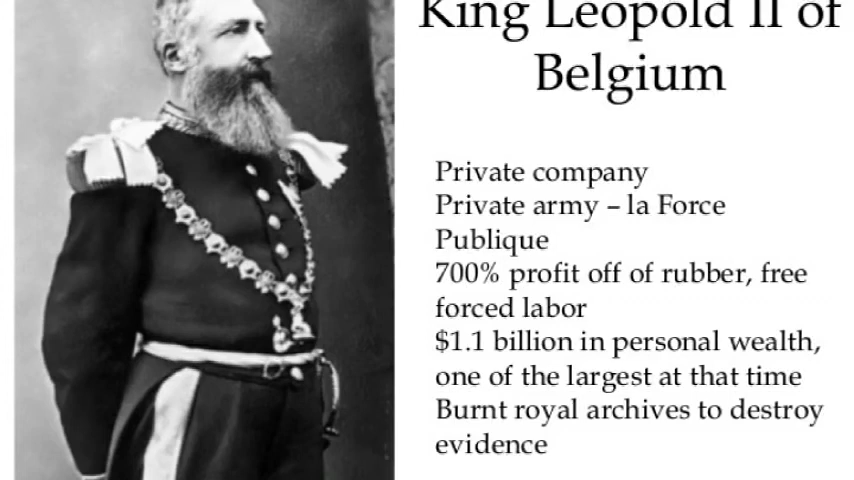 King Leopold II of
Belgium
Private company
Private army – la Force
Publique
700% profit off of rubber, free
forced labor
$1.1 billion in personal wealth,
one of the largest at that time
Burnt royal archives to destroy
evidence